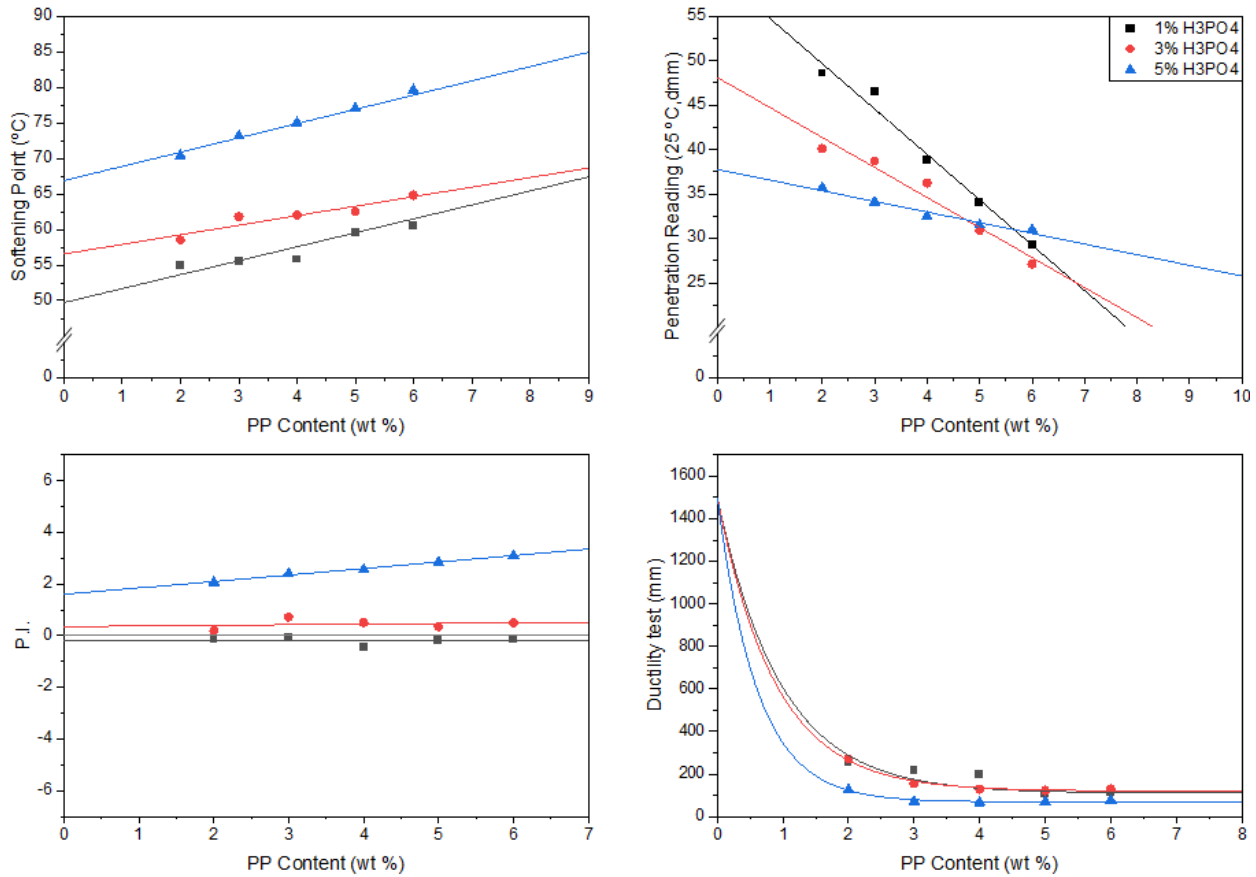 90
85
80
75
70
65
60
55
50
0
Softening Point (ºC)
0 1 2 3 4 5 6 7 8 9
PP Content (wt %)
55
50
45
40
35
30
25
0
Penetration Reading (25 ºC,dmm)
1% H3PO4
3% H3PO4
5% H3PO4
0 1 2 3 4 5 6 7 8 9 10
PP Content (wt %)
6
4
2
0
-2
-4
-6
P.I.
0 1 2 3 4 5 6 7
PP Content (wt %)
1600
1400
1200
1000
800
600
400
200
0
Ductility test (mm)
0 1 2 3 4 5 6 7 8
PP Content (wt %)